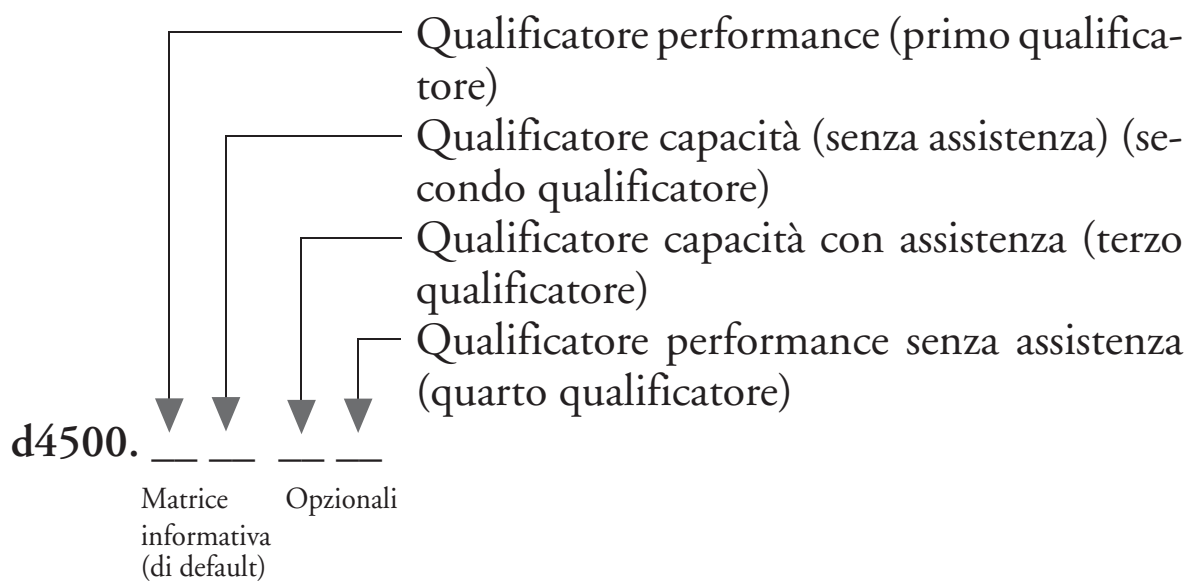 Qualificatore performance (primo qualifica-
tore)
Qualificatore capacità (senza assistenza) (se-
condo qualificatore)
Qualificatore capacità con assistenza (terzo
qualificatore)
Qualificatore performance senza assistenza
(quarto qualificatore)
d4500. __ __ __ __
Matrice
informativa
(di default)
Opzionali